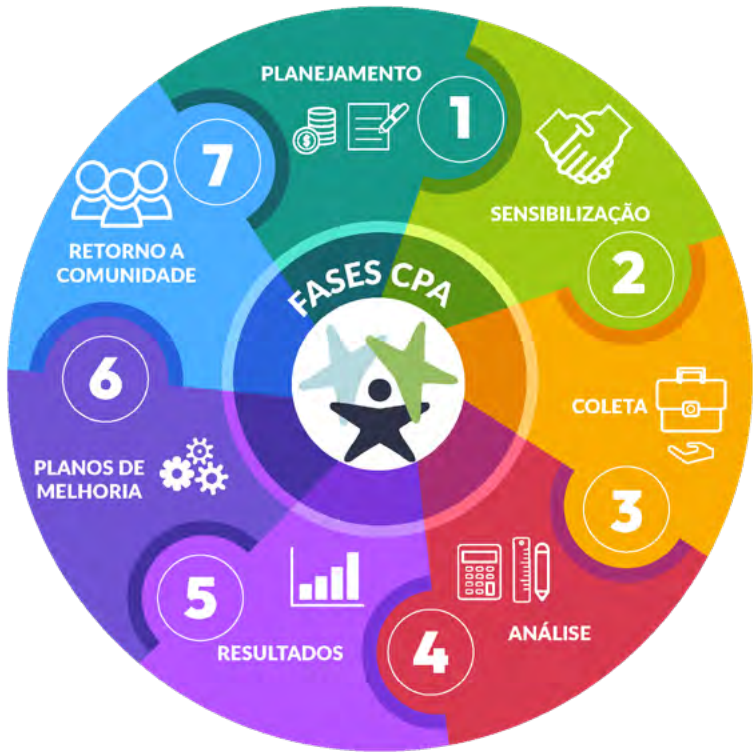 FASES CPA
PLANEJAMENTO
1
SENSIBILIZAÇÃO
2
COLETA
3
ANÁLISE
4
RESULTADOS
5
PLANOS DE
MELHORIA
6
RETORNO A
COMUNIDADE
7
$